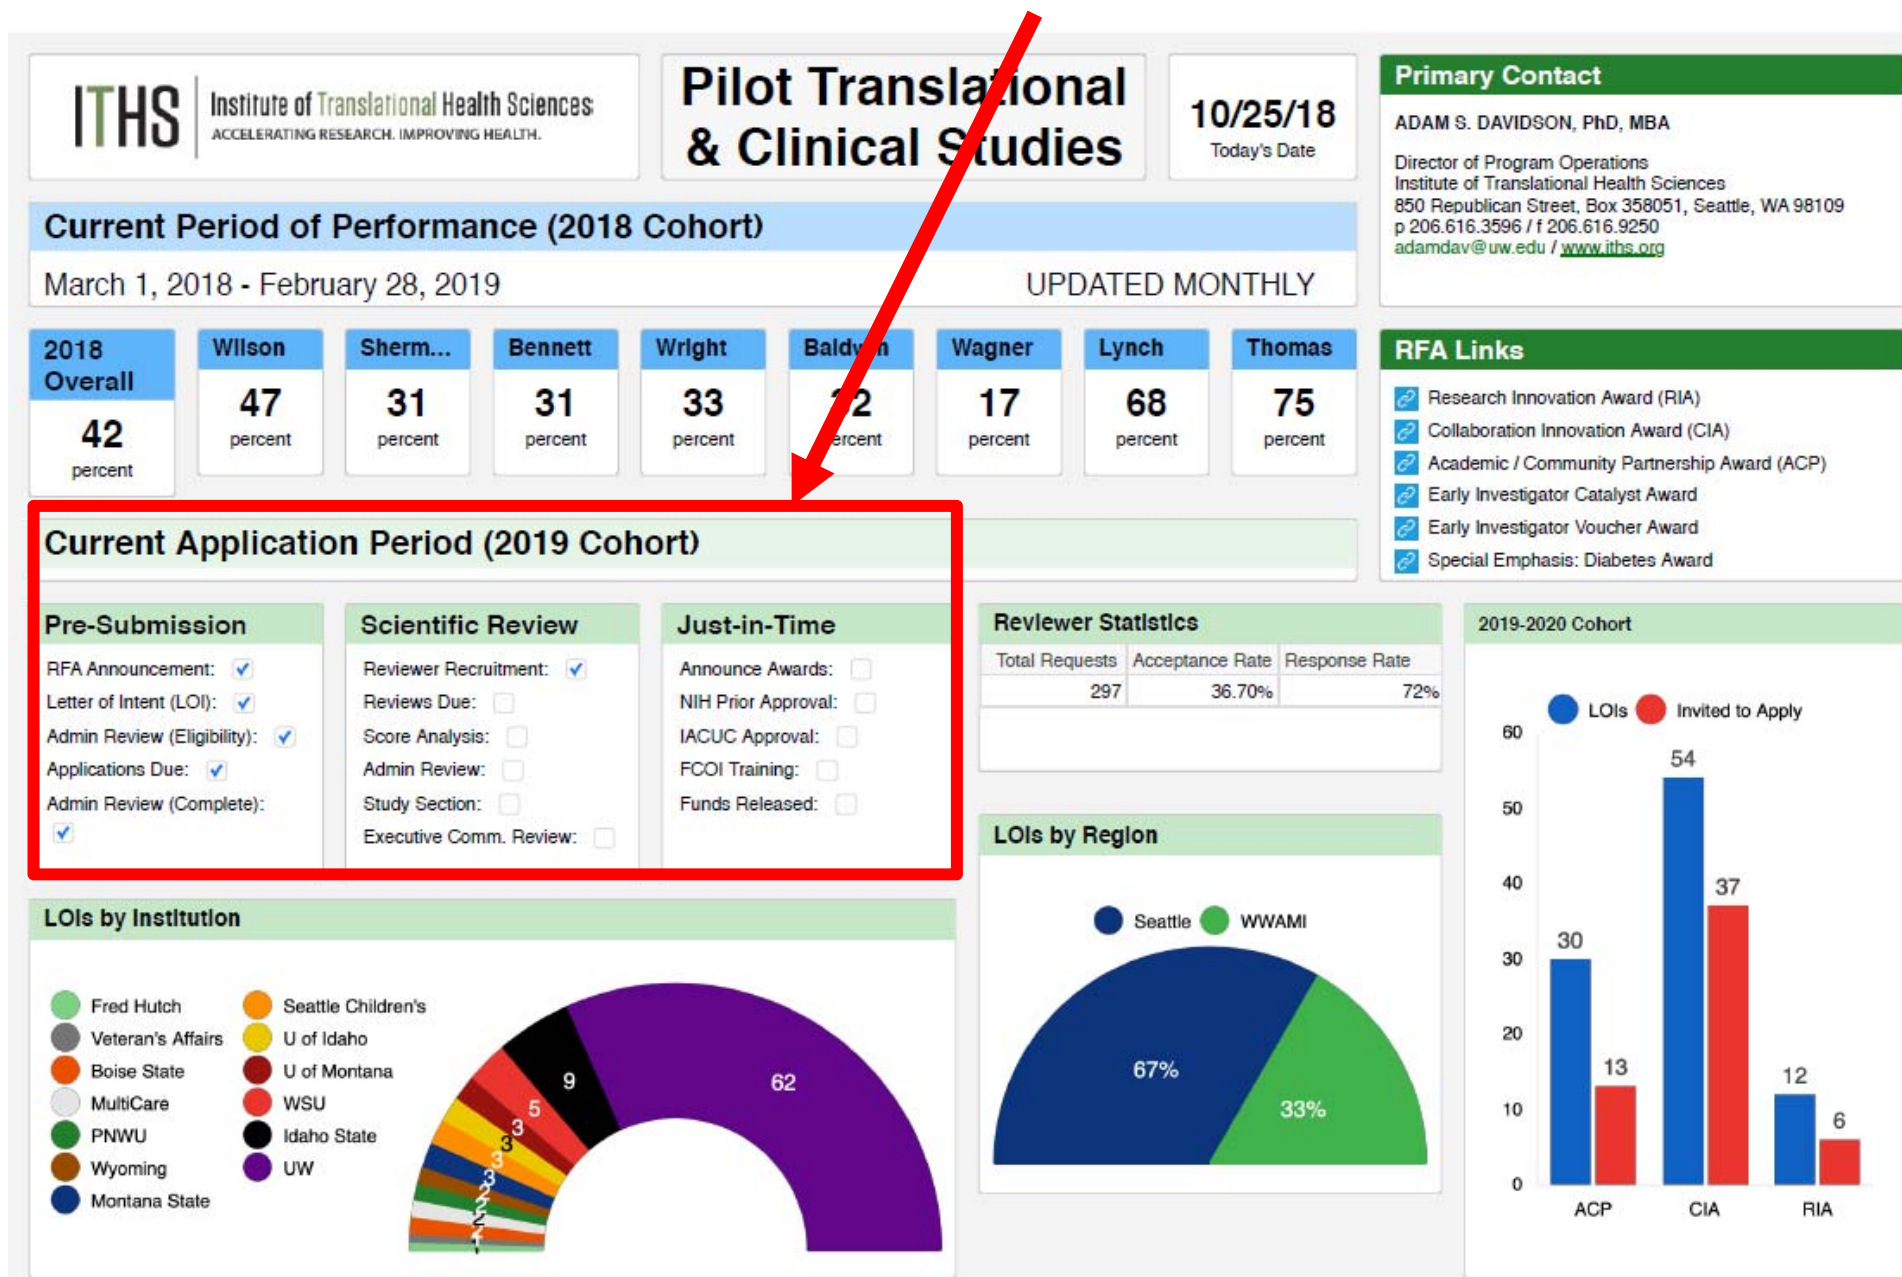 ITHS
Institute of Translational Health Sciences
ACCELERATING RESEARCH. IMPROVING HEALTH.
Pilot Translational
& Clinical Studies
10/25/18
Today's Date
Primary Contact
ADAM S. DAVIDSON, PhD, MBA
Director of Program Operations
Institute of Translational Health Sciences
850 Republican Street, Box 358051, Seattle, WA 98109
p 206.616.3596 / f 206.616.9250
adamdav@uw.edu / www.iths.org
Current Period of Performance (2018 Cohort)
March 1, 2018 - February 28, 2019
UPDATED MONTHLY
2018
Overall
42
percent
Wilson
47
percent
Sherm...
31
percent
Bennett
31
percent
Wright
33
percent
Baldwin
percent
Wagner
17
percent
Lynch
68
percent
Thomas
75
percent
RFA Links
Research Innovation Award (RIA)
Collaboration Innovation Award (CIA)
Academic / Community Partnership Award (ACP)
Early Investigator Catalyst Award
Early Investigator Voucher Award
Special Emphasis: Diabetes Award
Current Application Period (2019 Cohort)
Pre-Submission
RFA Announcement:
Letter of Intent (LOI):
Admin Review (Eligibility):
Applications Due:
Admin Review (Complete):
Scientific Review
Reviewer Recruitment:
Reviews Due:
Score Analysis:
Admin Review:
Study Section:
Executive Comm. Review:
Just-in-Time
Announce Awards:
NIH Prior Approval:
IACUC Approval:
FCOI Training:
Funds Released:
Reviewer Statistics
Total Requests Acceptance Rate Response Rate
297 36.70% 72%
LOIs by Region
Seattle WWAMI
67%
33%
2019-2020 Cohort
LOIs Invited to Apply
60
50
40
30
20
10
0
30
13
54
37
12
6
ACP CIA RIA
LOIs by Institution
Fred Hutch
Veteran's Affairs
Boise State
MultiCare
PNWU
Wyoming
Montana State
Seattle Children's
U of Idaho
U of Montana
WSU
Idaho State
UW
62
9
5
3
3
3
3
2
2
2